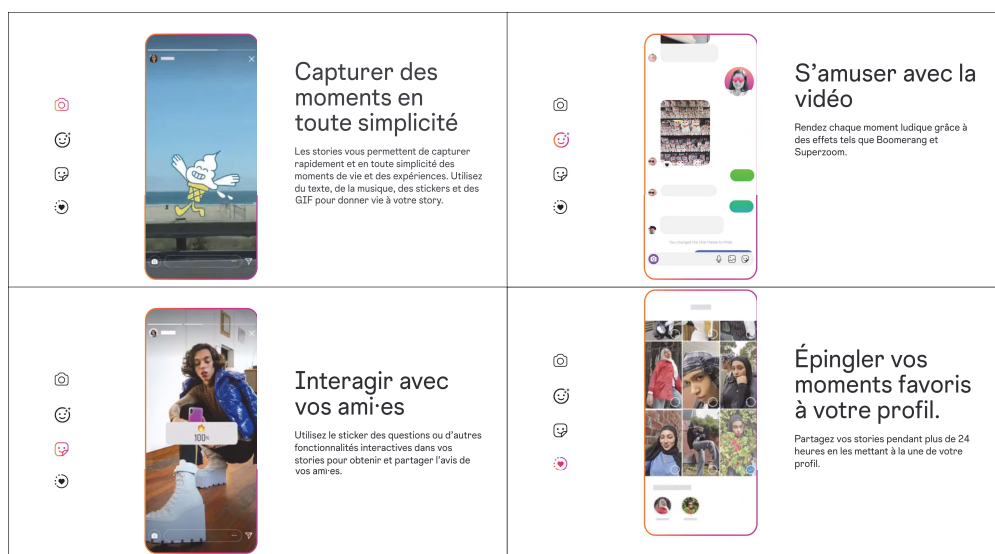 Capturer des
moments en
toute simplicité
Les stories vous permettent de capturer
rapidement et en toute simplicité des
moments de vie et des expériences. Utilisez
du texte, de la musique, des stickers et des
GIF pour donner vie à votre story.
S’amuser avec la
vidéo
Rendez chaque moment ludique grâce à
des effets tels que Boomerang et
Superzoom.
Interagir avec
vos ami·es
Utilisez le sticker des questions ou d’autres
fonctionnalités interactives dans vos
stories pour obtenir et partager l’avis de
vos ami·es.
100%
Épingler vos
moments favoris
à votre profil.
Partagez vos stories pendant plus de 24
heures en les mettant à la une de votre
profil.